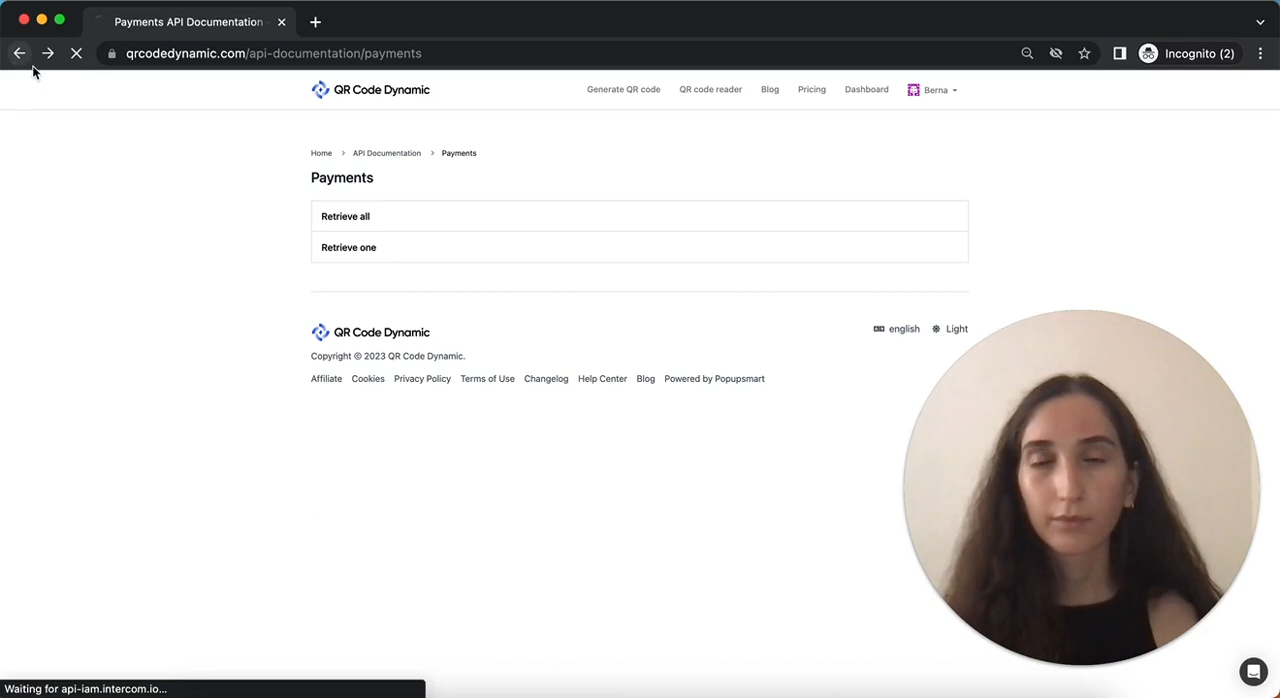 Payments API Documentation
qrcodedynamic.com/api-documentation/payments
Incognito (2)
QR Code Dynamic
Generate QR code
QR code reader
Blog
Pricing
Dashboard
Berna
Home > API Documentation > Payments
Payments
Retrieve all
Retrieve one
QR Code Dynamic
english
Light
Copyright © 2023 QR Code Dynamic.
Affiliate Cookies Privacy Policy Terms of Use Changelog Help Center Blog Powered by Popupsmart
Waiting for api-iam.intercom.io...